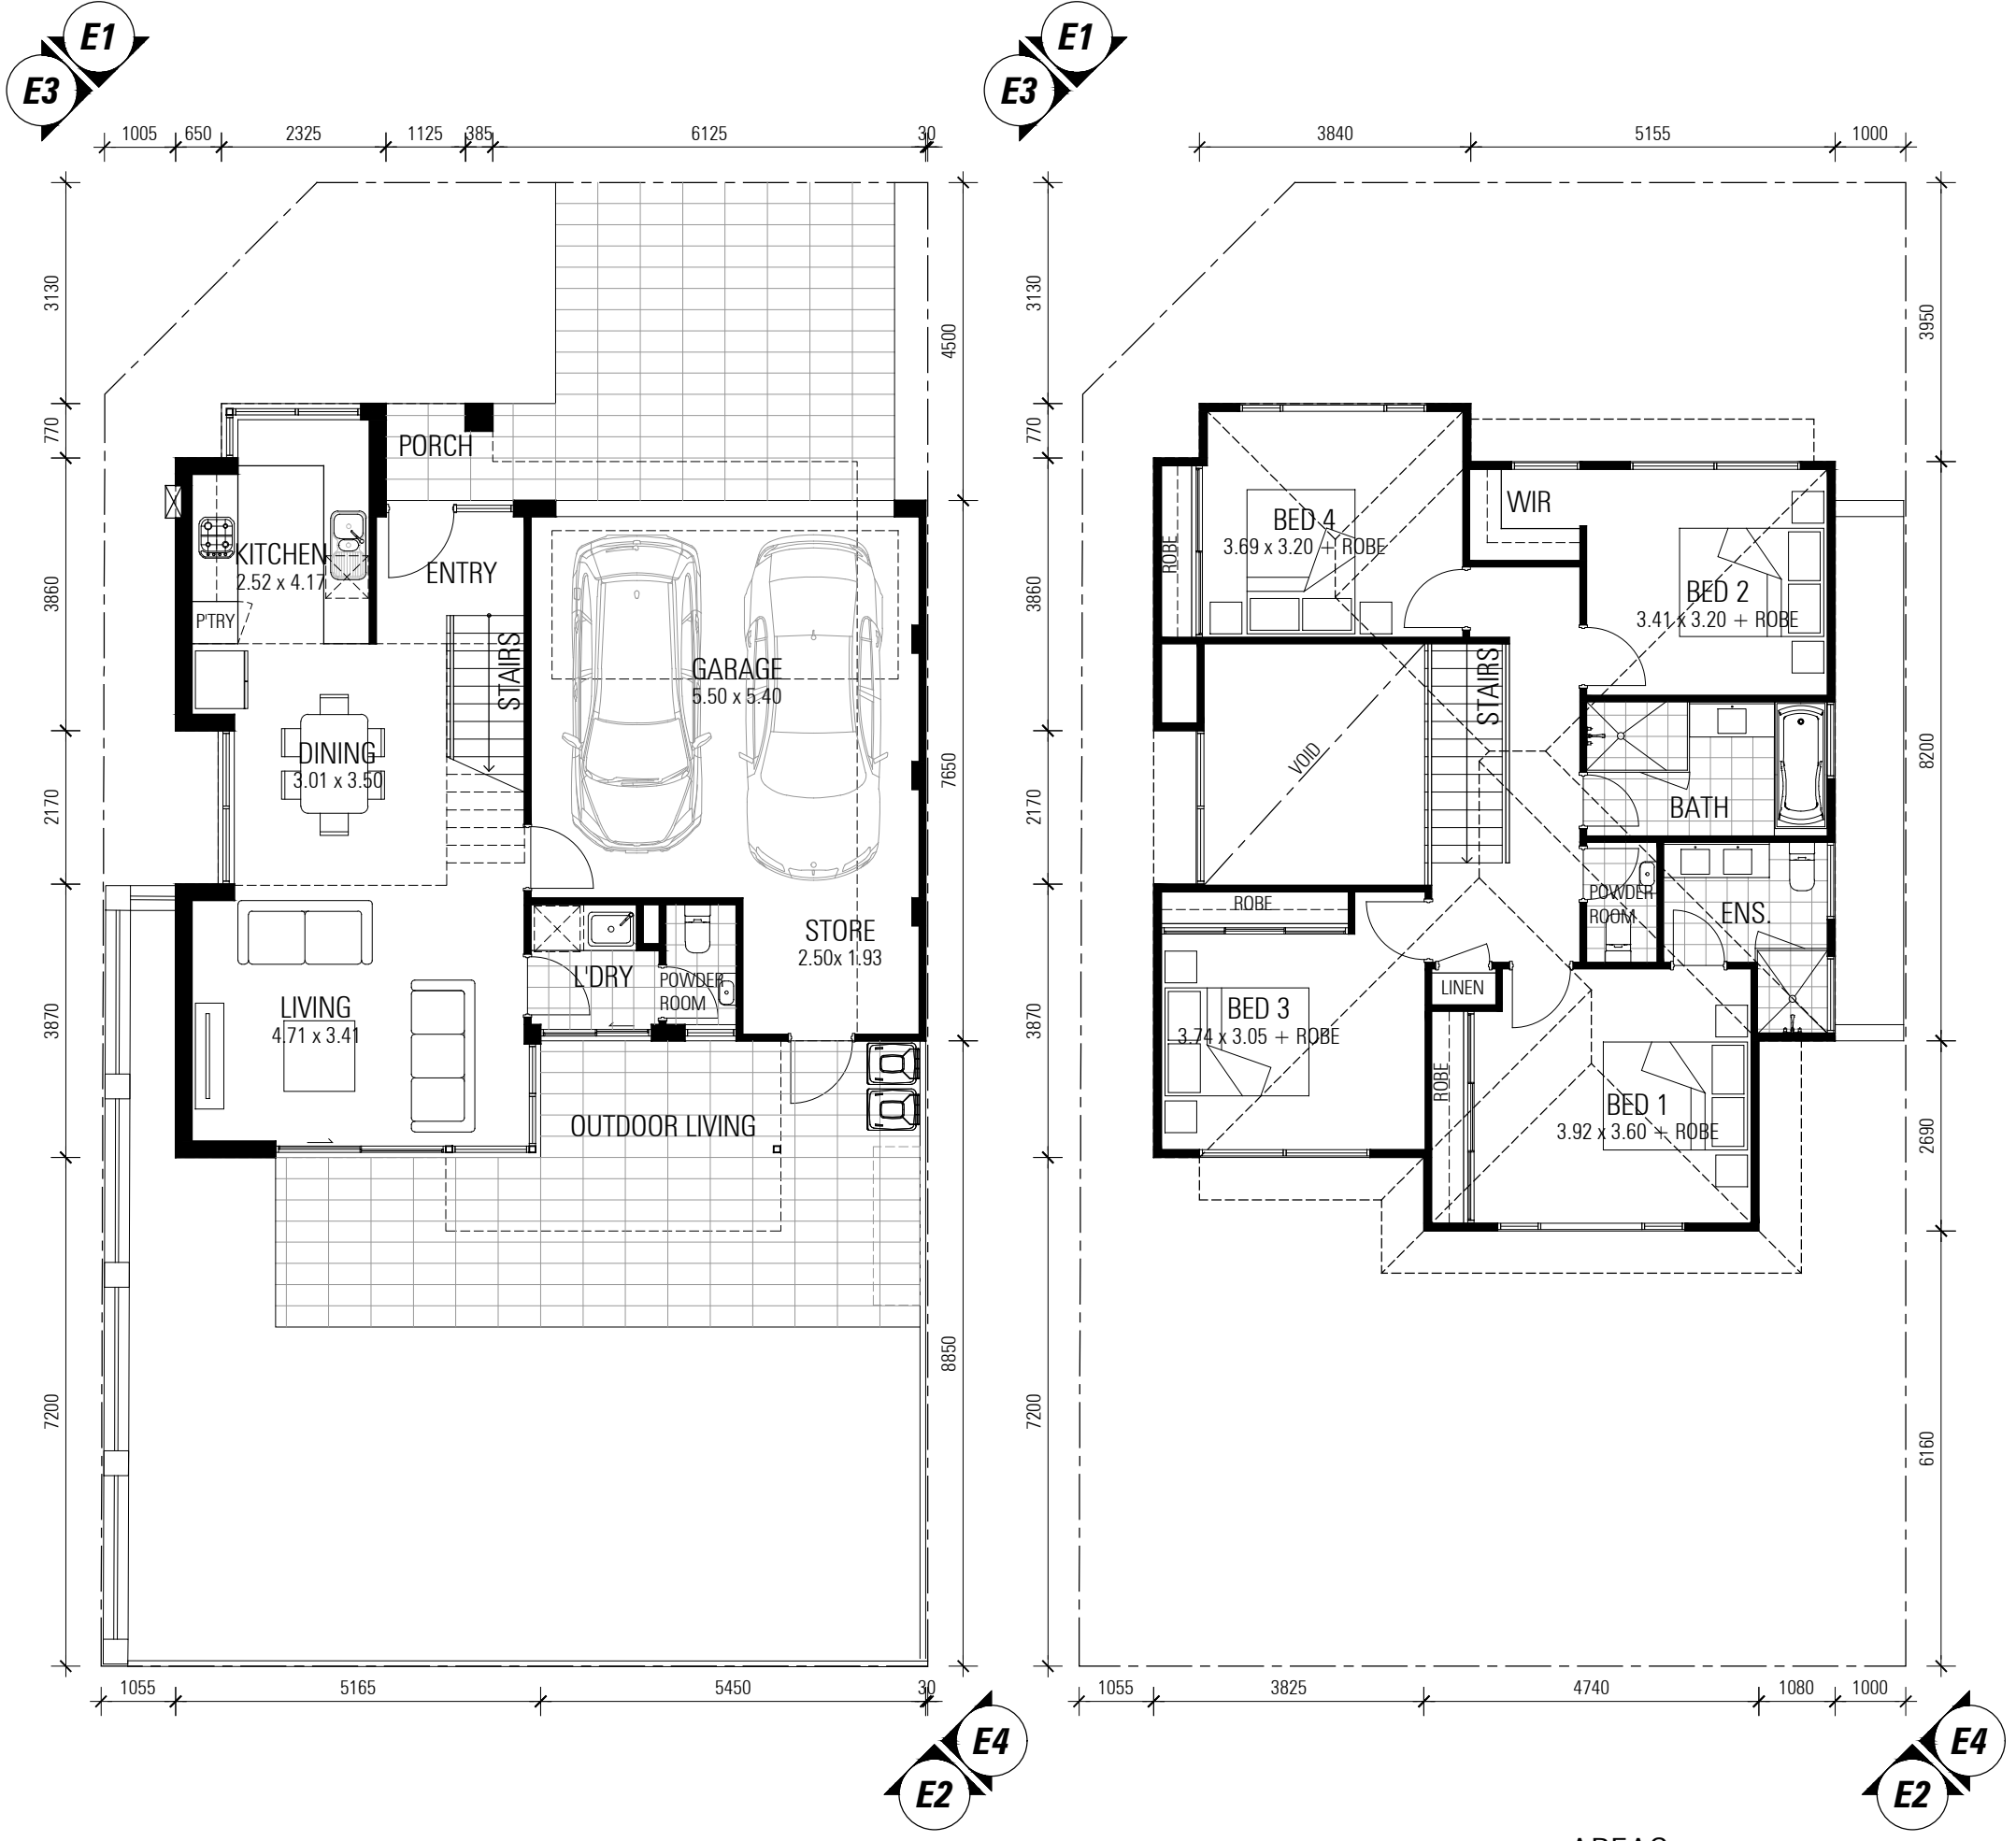 E1
E3
1005 650 2325 1125 385 6125 30
3130
770
3860
2170
3870
7200
4500
7650
8850
PORCH
KITCHEN
2.52 x 4.17
P'TRY
ENTRY
STAIRS
GARAGE
5.50 x 5.40
DINING
3.01 x 3.50
STORE
2.50x 1.93
L'DRY
POWDER
ROOM
LIVING
4.71 x 3.41
OUTDOOR LIVING
1055 5165 5450 30
E4
E2
E1
E3
3840 5155 1000
3130
770
3860
2170
3870
7200
3950
8200
2690
6160
WIR
BED 4
3.69 x 3.20 + ROBE
ROBE
BED 2
3.41 x 3.20 + ROBE
STAIRS
VOID
BATH
ROBE
POWDER
ROOM
ENS.
LINEN
BED 3
3.74 x 3.05 + ROBE
ROBE
BED 1
3.92 x 3.60 + ROBE
1055 3825 4740 1080 1000
E4
E2